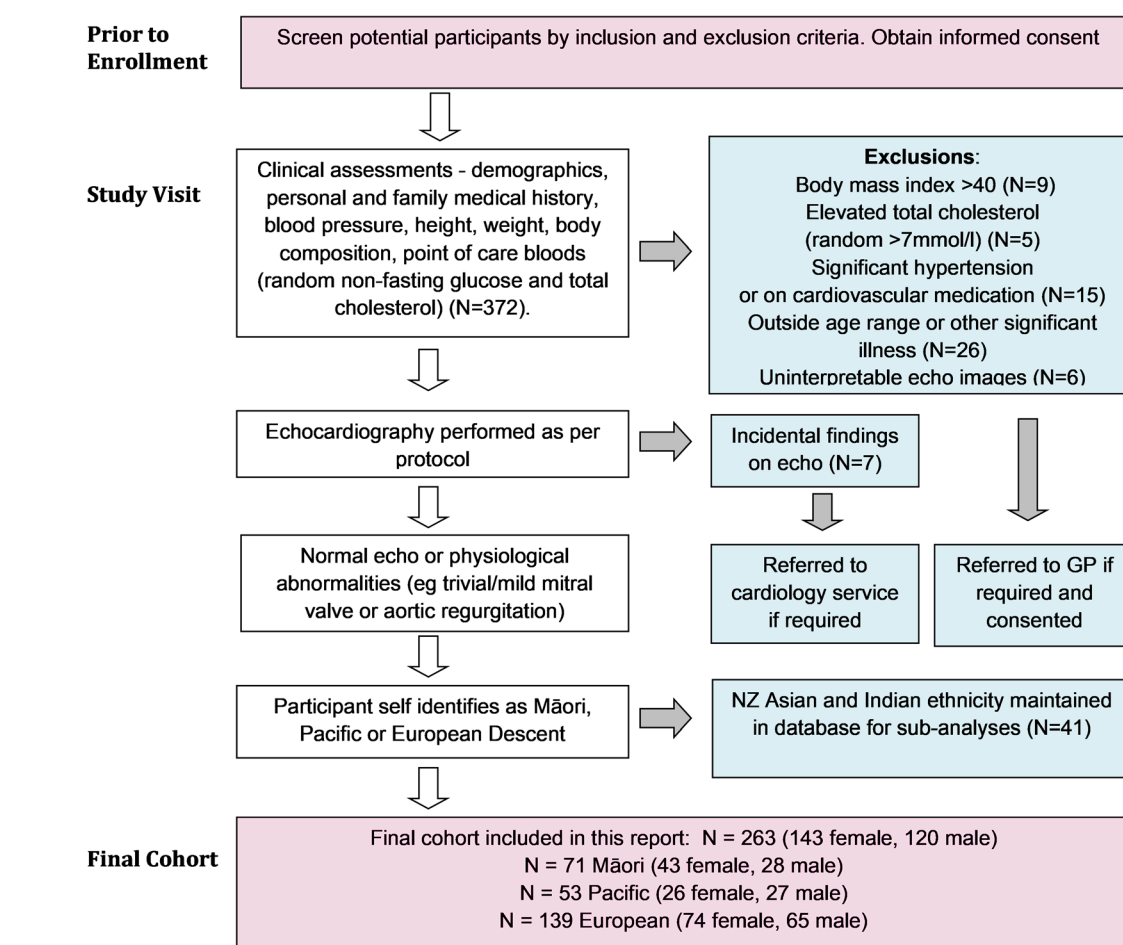 Prior to
Enrollment
Screen potential participants by inclusion and exclusion criteria. Obtain informed consent
Study Visit
Clinical assessments - demographics,
personal and family medical history,
blood pressure, height, weight, body
composition, point of care bloods
(random non-fasting glucose and total
cholesterol) (N=372).
Exclusions:
Body mass index >40 (N=9)
Elevated total cholesterol
(random >7mmol/l) (N=5)
Significant hypertension
or on cardiovascular medication (N=15)
Outside age range or other significant
illness (N=26)
Uninterpretable echo images (N=6)
Echocardiography performed as per
protocol
Incidental findings
on echo (N=7)
Normal echo or physiological
abnormalities (eg trivial/mild mitral
valve or aortic regurgitation)
Referred to
cardiology service
if required
Referred to GP if
required and
consented
Participant self identifies as Māori,
Pacific or European Descent
NZ Asian and Indian ethnicity maintained
in database for sub-analyses (N=41)
Final Cohort
Final cohort included in this report:  N = 263 (143 female, 120 male)
N = 71 Māori (43 female, 28 male)
N = 53 Pacific (26 female, 27 male)
N = 139 European (74 female, 65 male)